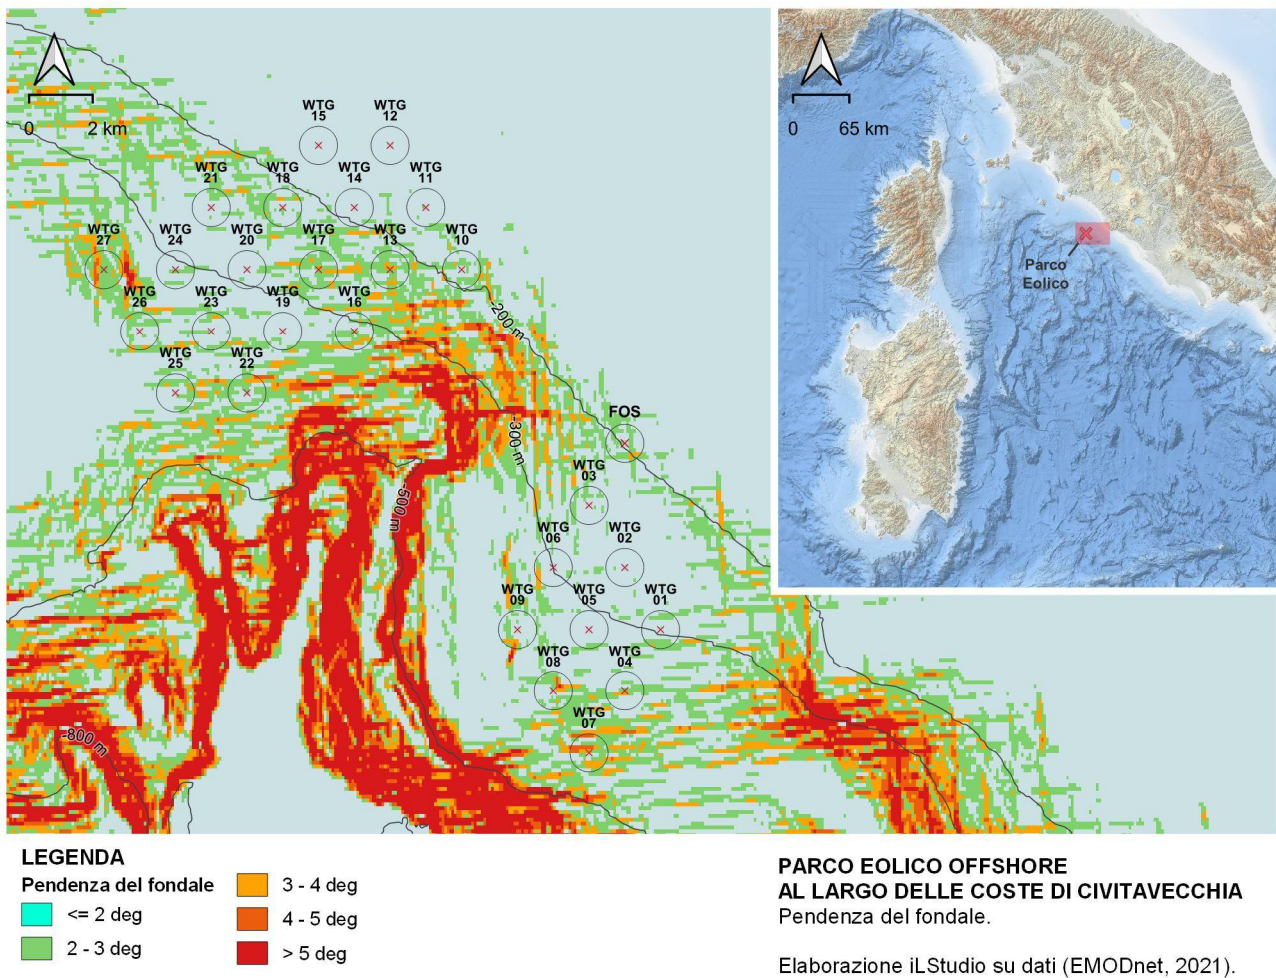 0
2 km
WTG
15
WTG
12
WTG
21
WTG
18
WTG
14
WTG
11
WTG
27
WTG
24
WTG
20
WTG
17
WTG
13
WTG
10
WTG
26
WTG
23
WTG
19
WTG
16
-200 m
WTG
25
WTG
22
FOS
-300 m
WTG
03
-500 m
WTG
06
WTG
02
WTG
09
WTG
05
WTG
01
WTG
08
WTG
04
WTG
07
-800 m
0
65 km
Parco
Eolico
LEGENDA
Pendenza del fondale
<= 2 deg
2 - 3 deg
3 - 4 deg
4 - 5 deg
> 5 deg
PARCO EOLICO OFFSHORE
AL LARGO DELLE COSTE DI CIVITAVECCHIA
Pendenza del fondale.
Elaborazione iLStudio su dati (EMODnet, 2021).